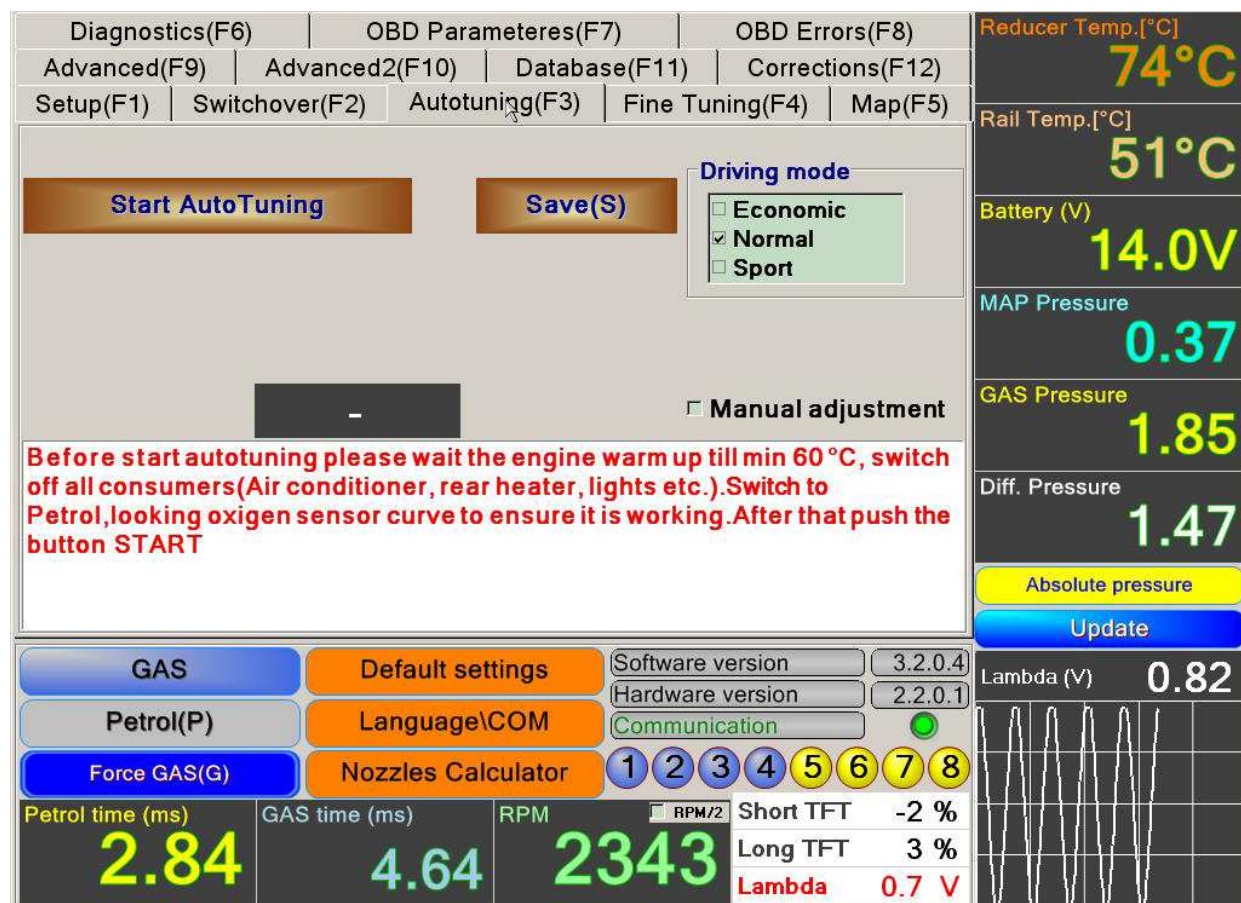 Diagnostics(F6) OBD Parameteres(F7) OBD Errors(F8)
Advanced(F9) Advanced2(F10) Database(F11) Corrections(F12)
Setup(F1) Switchover(F2) Autotuning(F3) Fine Tuning(F4) Map(F5)
Start AutoTuning
Save(S)
Driving mode
Economic
Normal
Sport
-
Manual adjustment
Before start autotuning please wait the engine warm up till min 60 °C, switch
off all consumers(Air conditioner, rear heater, lights etc.).Switch to
Petrol,looking oxigen sensor curve to ensure it is working.After that push the
button START
Reducer Temp.[°C]
74°C
Rail Temp.[°C]
51°C
Battery (V)
14.0V
MAP Pressure
0.37
GAS Pressure
1.85
Diff. Pressure
1.47
Absolute pressure
Update
Lambda (V) 0.82
GAS
Petrol(P)
Force GAS(G)
Default settings
Language\COM
Nozzles Calculator
Software version 3.2.0.4
Hardware version 2.2.0.1
Communication
1 2 3 4 5 6 7 8
Petrol time (ms)
2.84
GAS time (ms)
4.64
RPM RPM/2
2343
Short TFT -2 %
Long TFT 3 %
Lambda 0.7 V